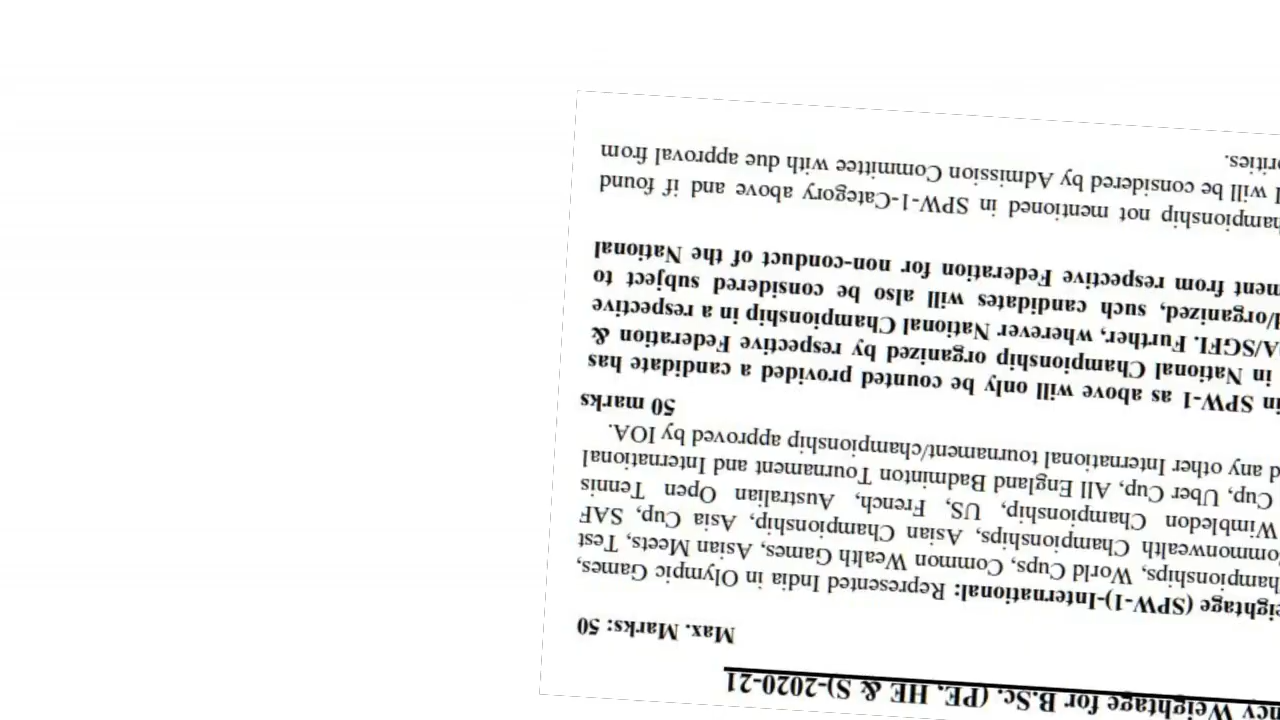 ncy Weightage for B.Sc. (PE, HE & S)-2020-21
Max. Marks: 50
eightage (SPW-1)-International: Represented India in Olympic Games,
hampionships, World Cups, Common Wealth Games, Asian Meets, Test
ommonwealth Championships, Asian Championship, Asia Cup, SAF
Wimbledon Championship, US, French, Australian Open Tennis
Cup, Uber Cup, All England Badminton Tournament and International
d any other International tournament/championship approved by IOA.
50 marks
in SPW-1 as above will only be counted provided a candidate has
in National Championship organized by respective Federation &
A/SGFI. Further, wherever National Championship in a respective
/organized, such candidates will also be considered subject to
ment from respective Federation for non-conduct of the National
hampionship not mentioned in SPW-1-Category above and if found
I will be considered by Admission Committee with due approval from
orities.